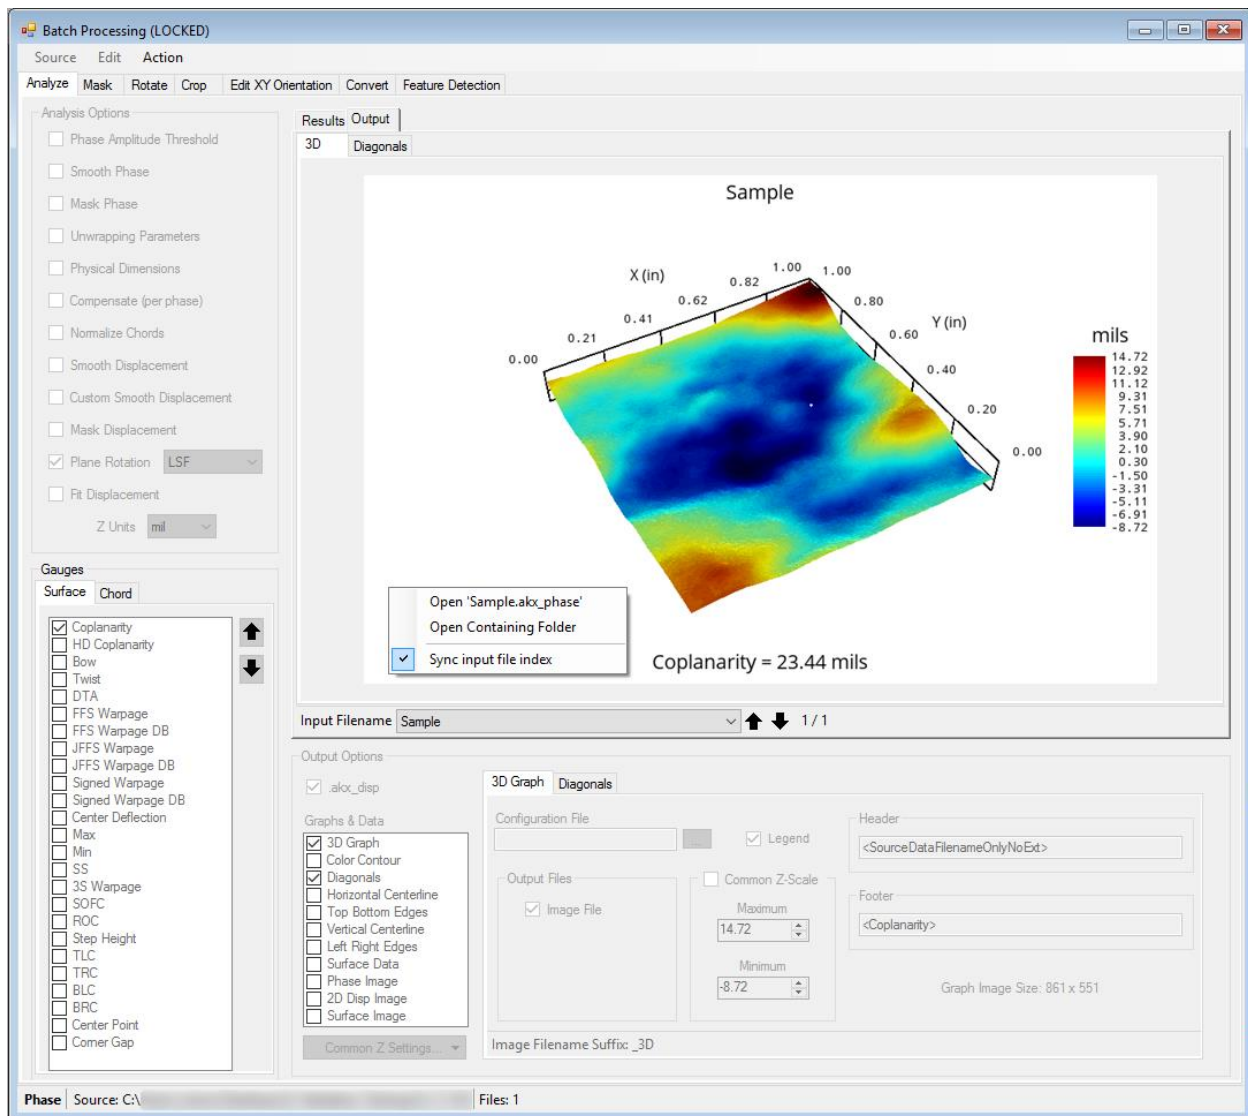 Batch Processing (LOCKED)
Source Edit Action
Analyze Mask Rotate Crop Edit XY Orientation Convert Feature Detection
Analysis Options
Phase Amplitude Threshold
Smooth Phase
Mask Phase
Unwrapping Parameters
Physical Dimensions
Compensate (per phase)
Normalize Chords
Smooth Displacement
Custom Smooth Displacement
Mask Displacement
Plane Rotation LSF
Fit Displacement
Z Units mil
Gauges
Surface Chord
Coplanarity
HD Coplanarity
Bow
Twist
DTA
FFS Warpage
FFS Warpage DB
JFFS Warpage
JFFS Warpage DB
Signed Warpage
Signed Warpage DB
Center Deflection
Max
Min
SS
3S Warpage
SOFC
ROC
Step Height
TLC
TRC
BLC
BRC
Center Point
Corner Gap
Results Output
3D Diagonals
Sample
X (in)
0.00
0.21
0.41
0.62
0.82
1.00
1.00
0.80
Y (in)
0.60
0.40
0.20
0.00
mils
14.72
12.92
11.12
9.31
7.51
5.71
3.90
2.10
0.30
-1.50
-3.31
-5.11
-6.91
-8.72
Open 'Sample.akx_phase'
Open Containing Folder
Sync input file index
Coplanarity = 23.44 mils
Input Filename Sample 1 / 1
Output Options
.akx_disp
Graphs & Data
3D Graph
Color Contour
Diagonals
Horizontal Centerline
Top Bottom Edges
Vertical Centerline
Left Right Edges
Surface Data
Phase Image
2D Disp Image
Surface Image
Common Z Settings...
3D Graph Diagonals
Configuration File
... Legend
Output Files
Image File
Common Z-Scale
Maximum
14.72
Minimum
-8.72
Header
<SourceDataFilenameOnlyNoExt>
Footer
<Coplanarity>
Graph Image Size: 861 x 551
Image Filename Suffix: _3D
Phase Source: C:\ Files: 1